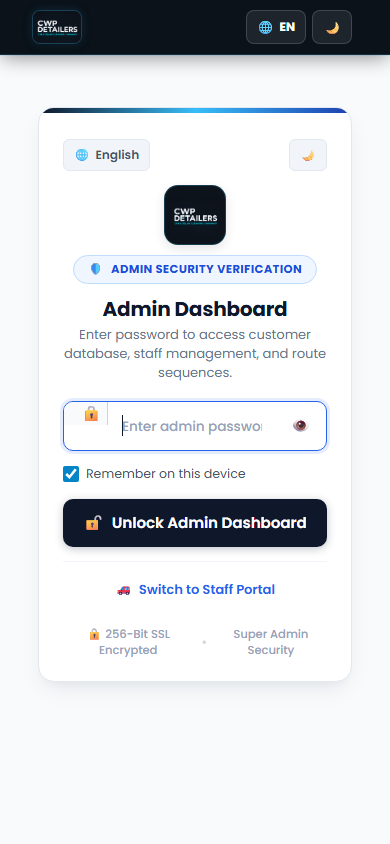 CWP
DETAILERS
EN
English
CWP
DETAILERS
ADMIN SECURITY VERIFICATION
Admin Dashboard
Enter password to access customer
database, staff management, and route
sequences.
Enter admin passwo
Remember on this device
Unlock Admin Dashboard
Switch to Staff Portal
256-Bit SSL
Encrypted
•
Super Admin
Security